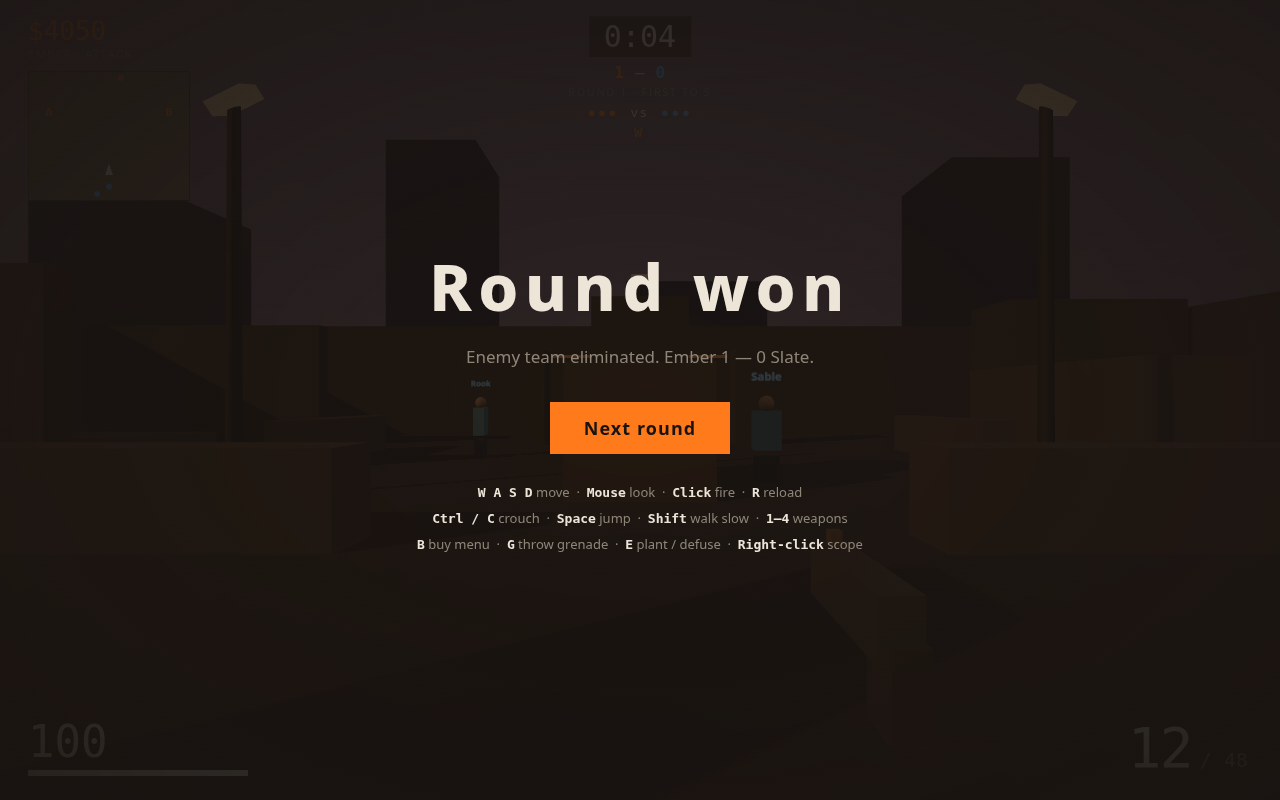 $4050
0:04
1 — 0
VS
W
Round won
Enemy team eliminated. Ember 1 — 0 Slate.
Rook
Sable
Next round
W A S D move · Mouse look · Click fire · R reload
Ctrl / C crouch · Space jump · Shift walk slow · 1–4 weapons
B buy menu · G throw grenade · E plant / defuse · Right-click scope
100
12 / 48